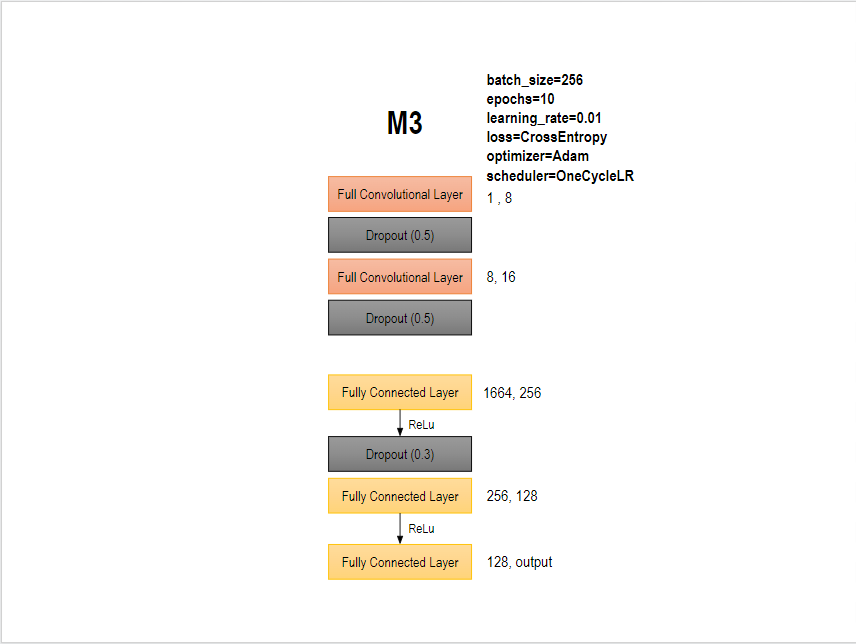 batch_size=256
epochs=10
M3
learning_rate=0.01
loss=CrossEntropy
optimizer=Adam
scheduler=OneCycleLR
Full Convolutional Layer
1 , 8
Dropout (0.5)
Full Convolutional Layer
8, 16
Dropout (0.5)
Fully Connected Layer
1664, 256
ReLu
Dropout (0.3)
Fully Connected Layer
256, 128
ReLu
Fully Connected Layer
128, output